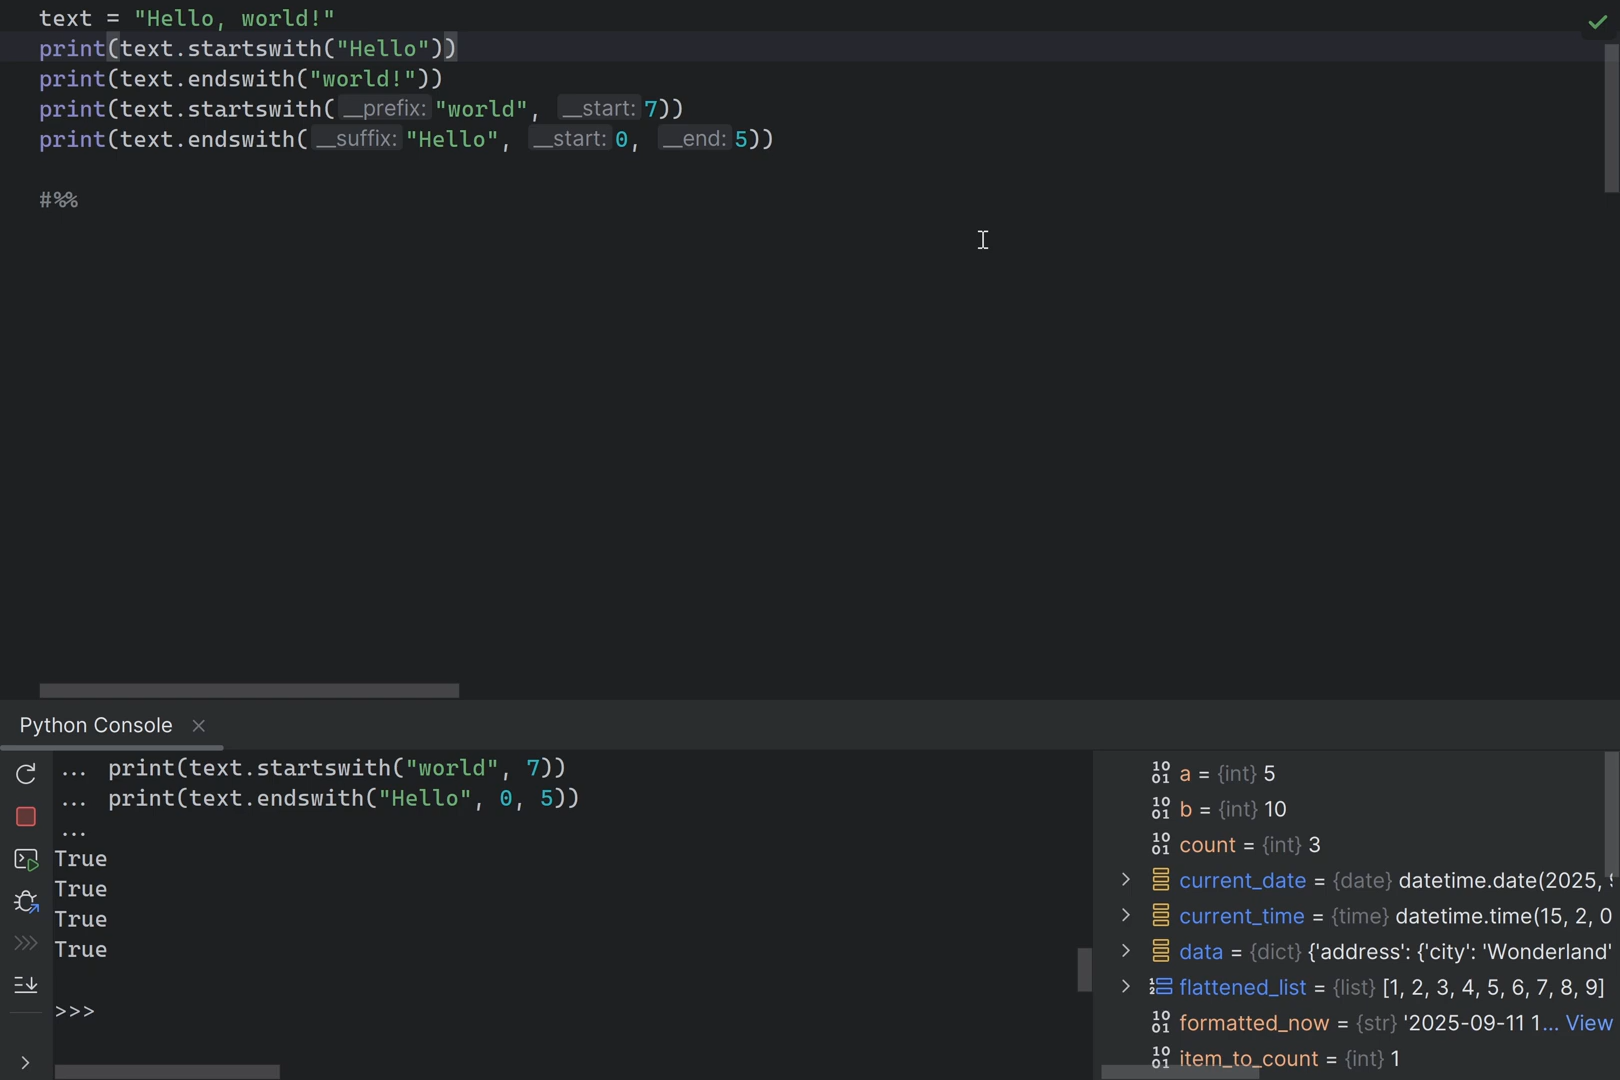 text = "Hello, world!"
print(text.startswith("Hello"))
print(text.endswith("world!"))
print(text.startswith(__prefix: "world", __start: 7))
print(text.endswith(__suffix: "Hello", __start: 0, __end: 5))
#%%
Python Console
... print(text.startswith("world", 7))
... print(text.endswith("Hello", 0, 5))
...
True
True
True
True
>>>
a = {int} 5
b = {int} 10
count = {int} 3
current_date = {date} datetime.date(2025,
current_time = {time} datetime.time(15, 2, 0
data = {dict} {'address': {'city': 'Wonderland'
flattened_list = {list} [1, 2, 3, 4, 5, 6, 7, 8, 9]
formatted_now = {str} '2025-09-11 1... View
item_to_count = {int} 1